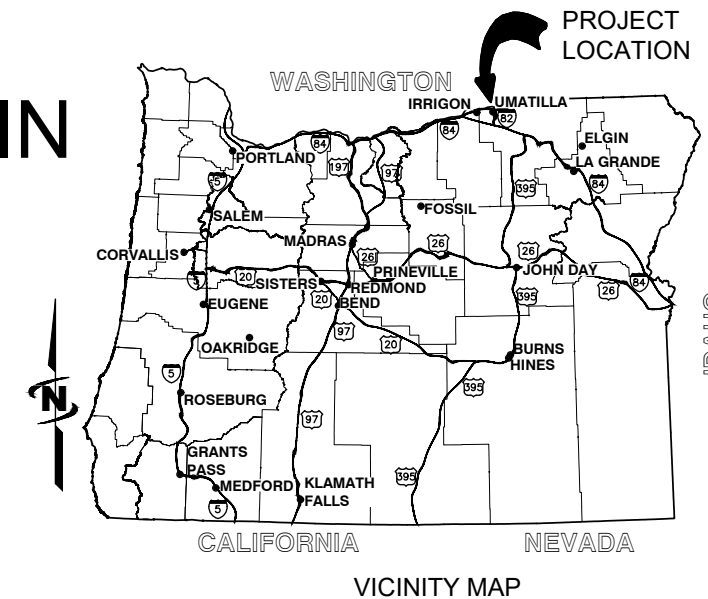 PROJECT
LOCATION
WASHINGTON
IN
IRRIGON UMATILLA
82
84
84
ELGIN
PORTLAND
197
97
LA GRANDE
5
395
84
FOSSIL
SALEM
MADRAS
26
CORVALLIS
26
26
PRINEVILLE
JOHN DAY
5
20
SISTERS
REDMOND
84
26
EUGENE
20
BEND
395
97
20
OAKRIDGE
BURNS
HINES
N
5
395
ROSEBURG
97
GRANTS
PASS
395
MEDFORD
KLAMATH
FALLS
5
CALIFORNIA
NEVADA
VICINITY MAP